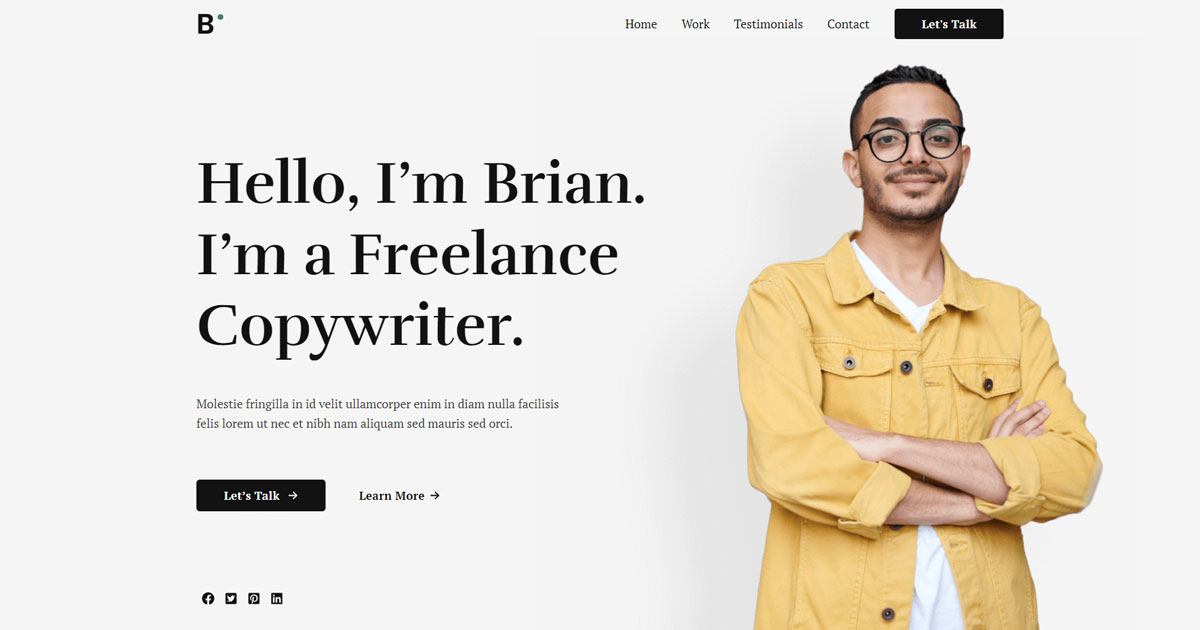 B
Home Work Testimonials Contact Let's Talk
Hello, I’m Brian.
I’m a Freelance
Copywriter.
Molestie fringilla in id velit ullamcorper enim in diam nulla facilisis
felis lorem ut nec et nibh nam aliquam sed mauris sed orci.
Let’s Talk → Learn More →